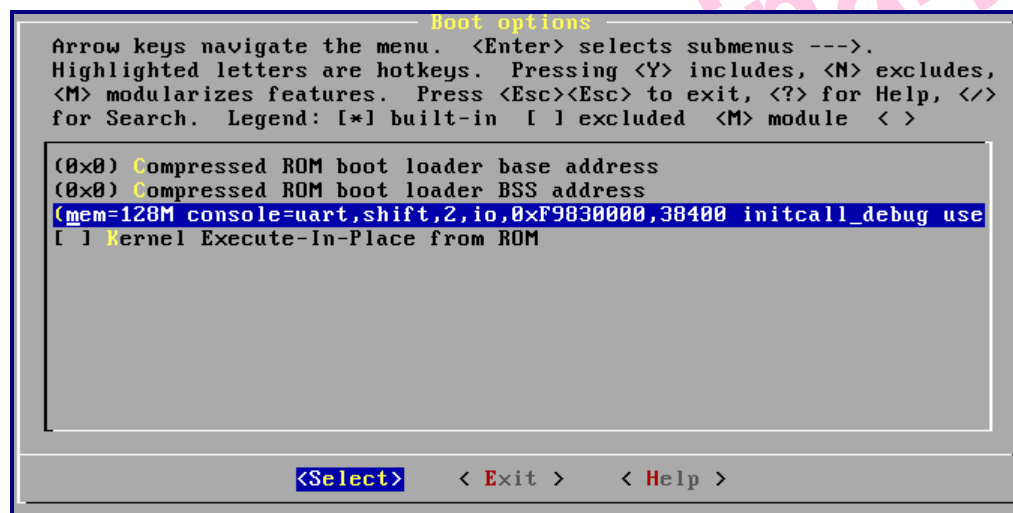 Boot options
Arrow keys navigate the menu. <Enter> selects submenus --->.
Highlighted letters are hotkeys. Pressing <Y> includes, <N> excludes,
<M> modularizes features. Press <Esc><Esc> to exit, <?> for Help, </>
for Search. Legend: [*] built-in [ ] excluded <M> module < >
(0x0) Compressed ROM boot loader base address
(0x0) Compressed ROM boot loader BSS address
(mem=128M console=uart,shift,2,io,0xF9830000,38400 initcall_debug use
[ ] Kernel Execute-In-Place from ROM
<Select> < Exit > < Help >